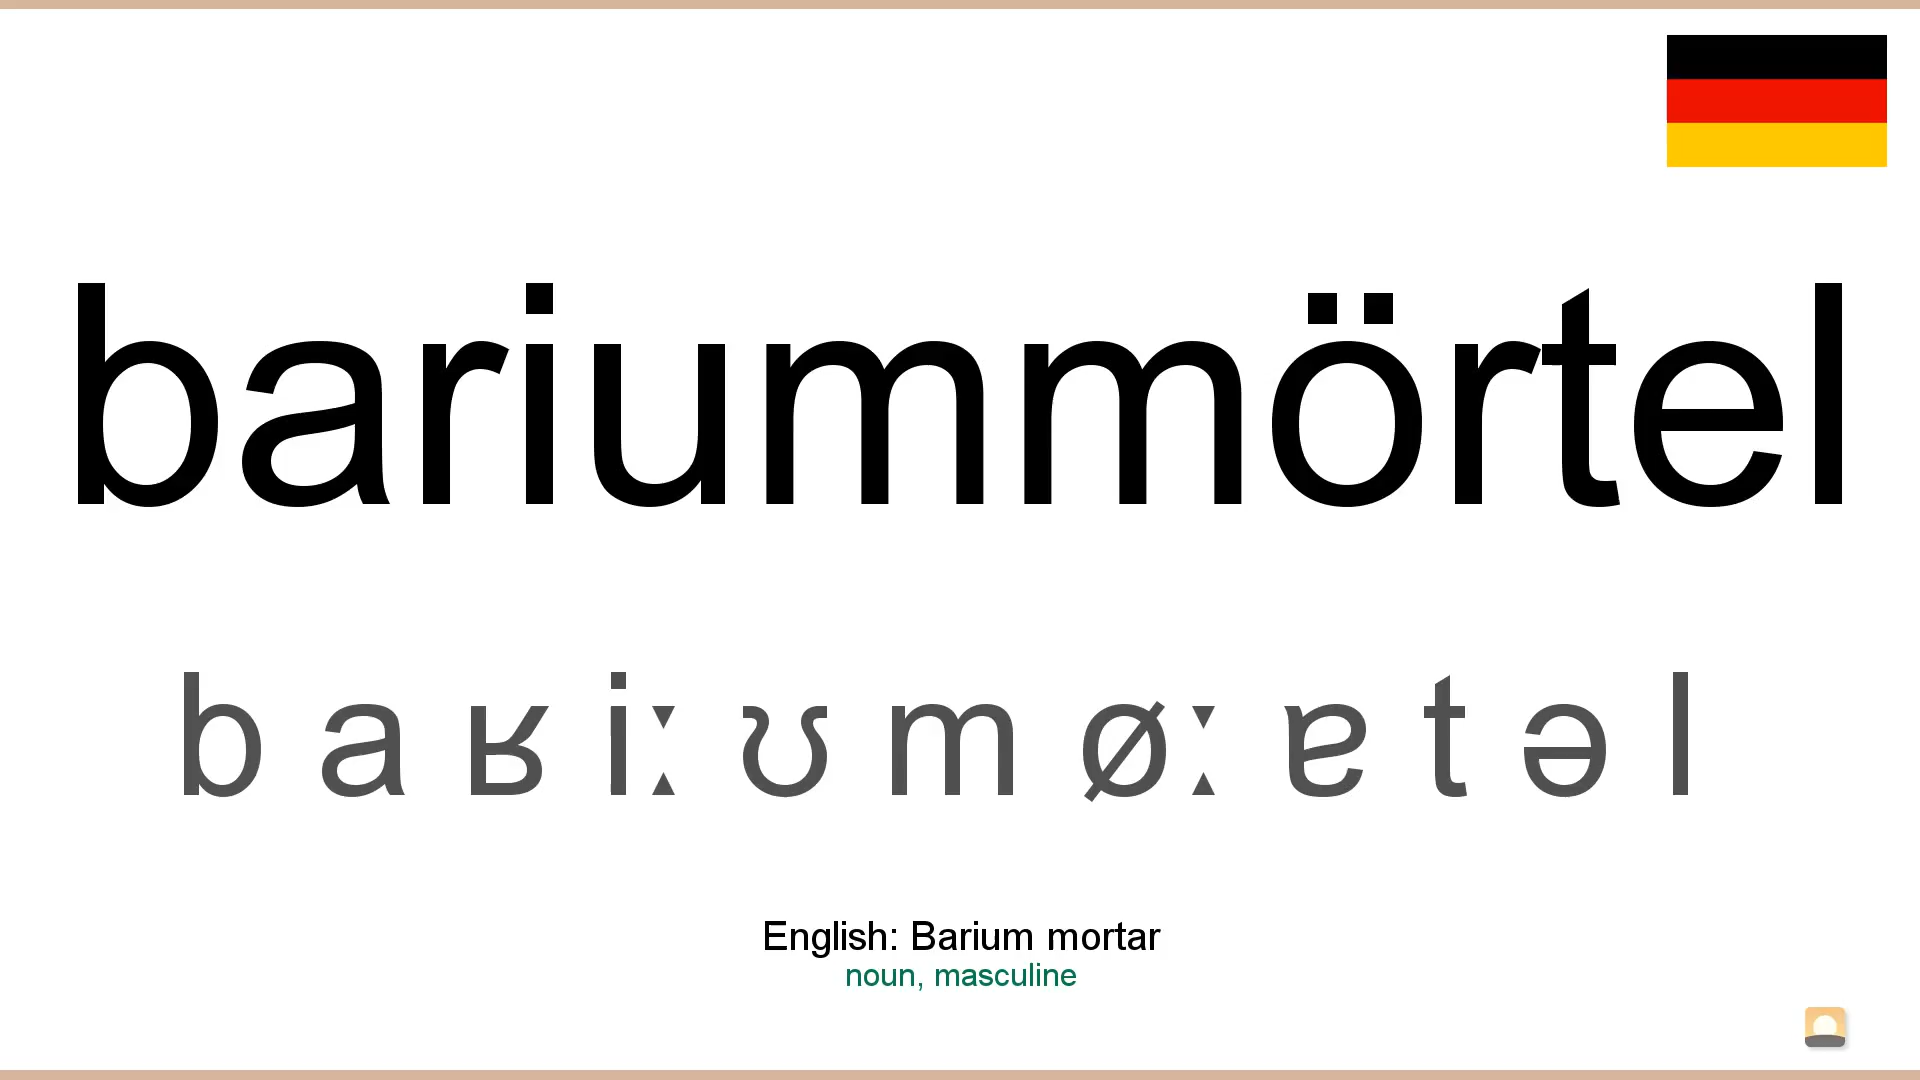 bariummörtel
b a ʁ iː ʊ m øː ɐ t ə l
English: Barium mortar
noun, masculine